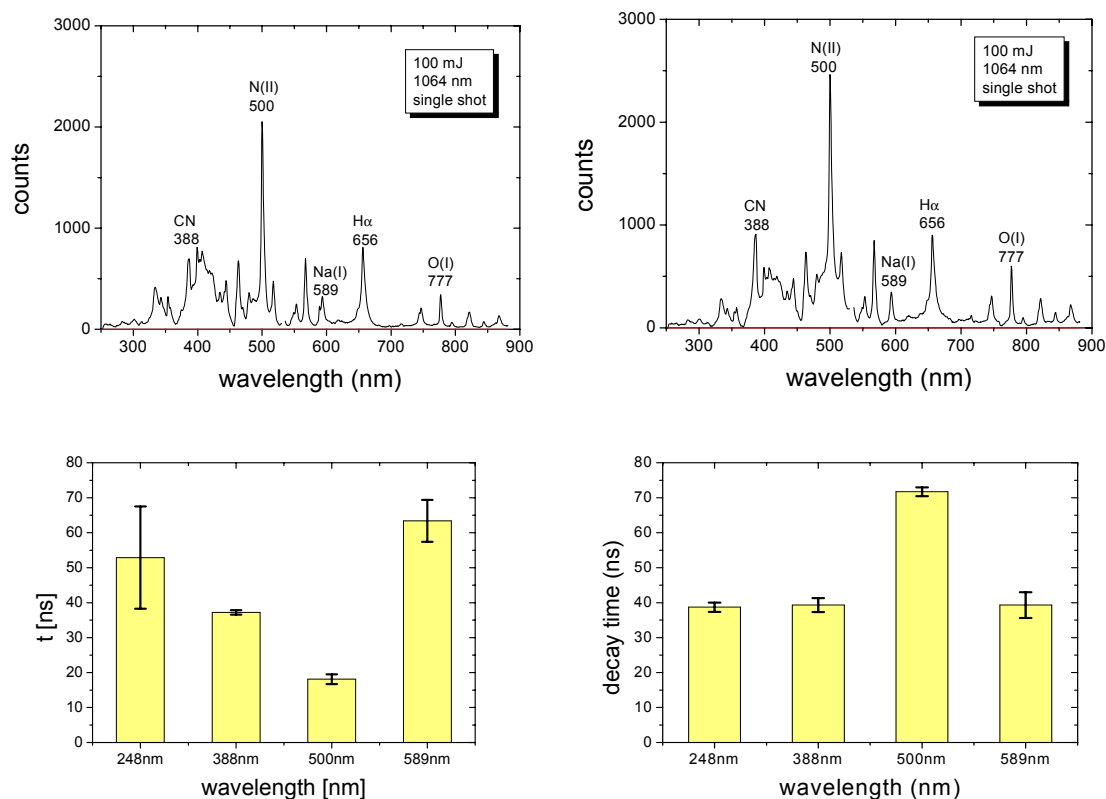 3000
2000
1000
0
counts
100 mJ
1064 nm
single shot
N(II)
500
CN
388
Na(I)
589
Hα
656
O(I)
777
300 400 500 600 700 800 900
wavelength (nm)
3000
2000
1000
0
counts
100 mJ
1064 nm
single shot
N(II)
500
CN
388
Na(I)
589
Hα
656
O(I)
777
300 400 500 600 700 800 900
wavelength (nm)
80
70
60
50
40
30
20
10
0
t [ns]
248nm 388nm 500nm 589nm
wavelength [nm]
80
70
60
50
40
30
20
10
0
decay time (ns)
248nm 388nm 500nm 589nm
wavelength (nm)